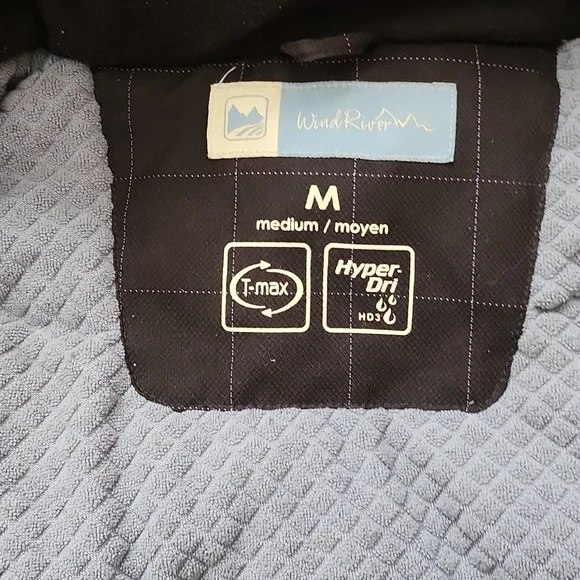 WindRiver
M
medium / moyen
T-max
Hyper-
Dri
HD3